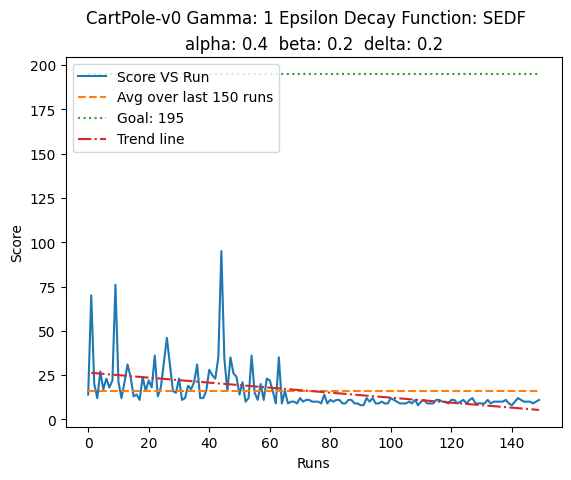 CartPole-v0 Gamma: 1 Epsilon Decay Function: SEDF
alpha: 0.4 beta: 0.2 delta: 0.2
Score VS Run
Avg over last 150 runs
Goal: 195
Trend line
200
175
150
125
100
75
50
25
0
Score
0 20 40 60 80 100 120 140
Runs